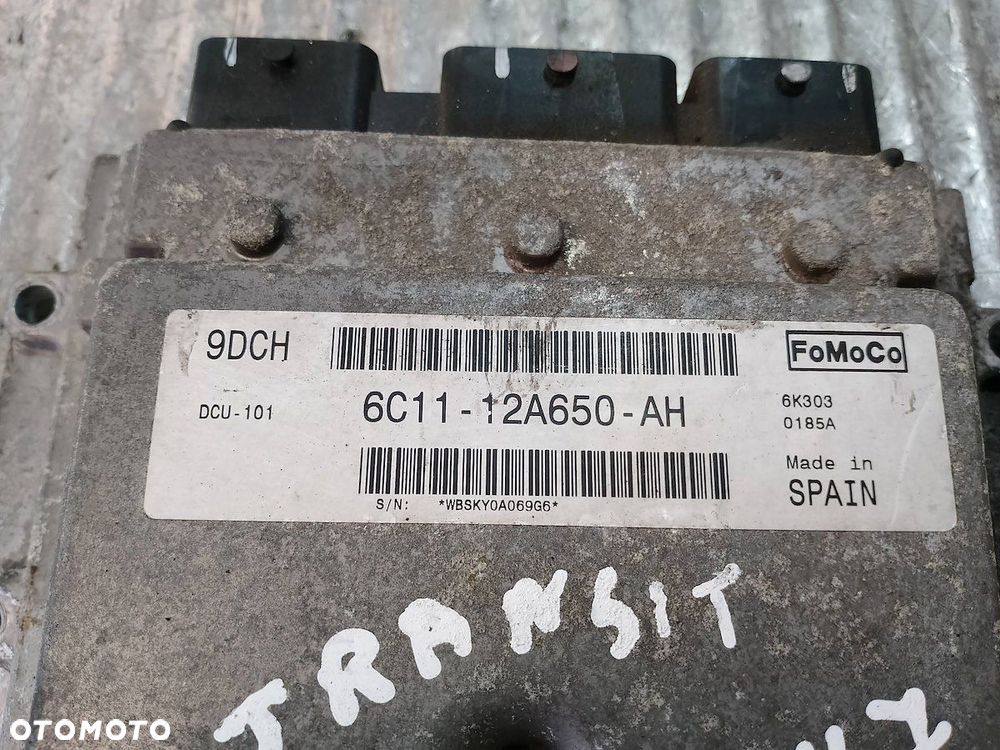 9DCH
FoMoCo
DCU-101
6C11-12A650-AH
6K303
0185A
Made in
SPAIN
S/N: *WBSKY0A069G6*
TRANSIT
OTOMOTO